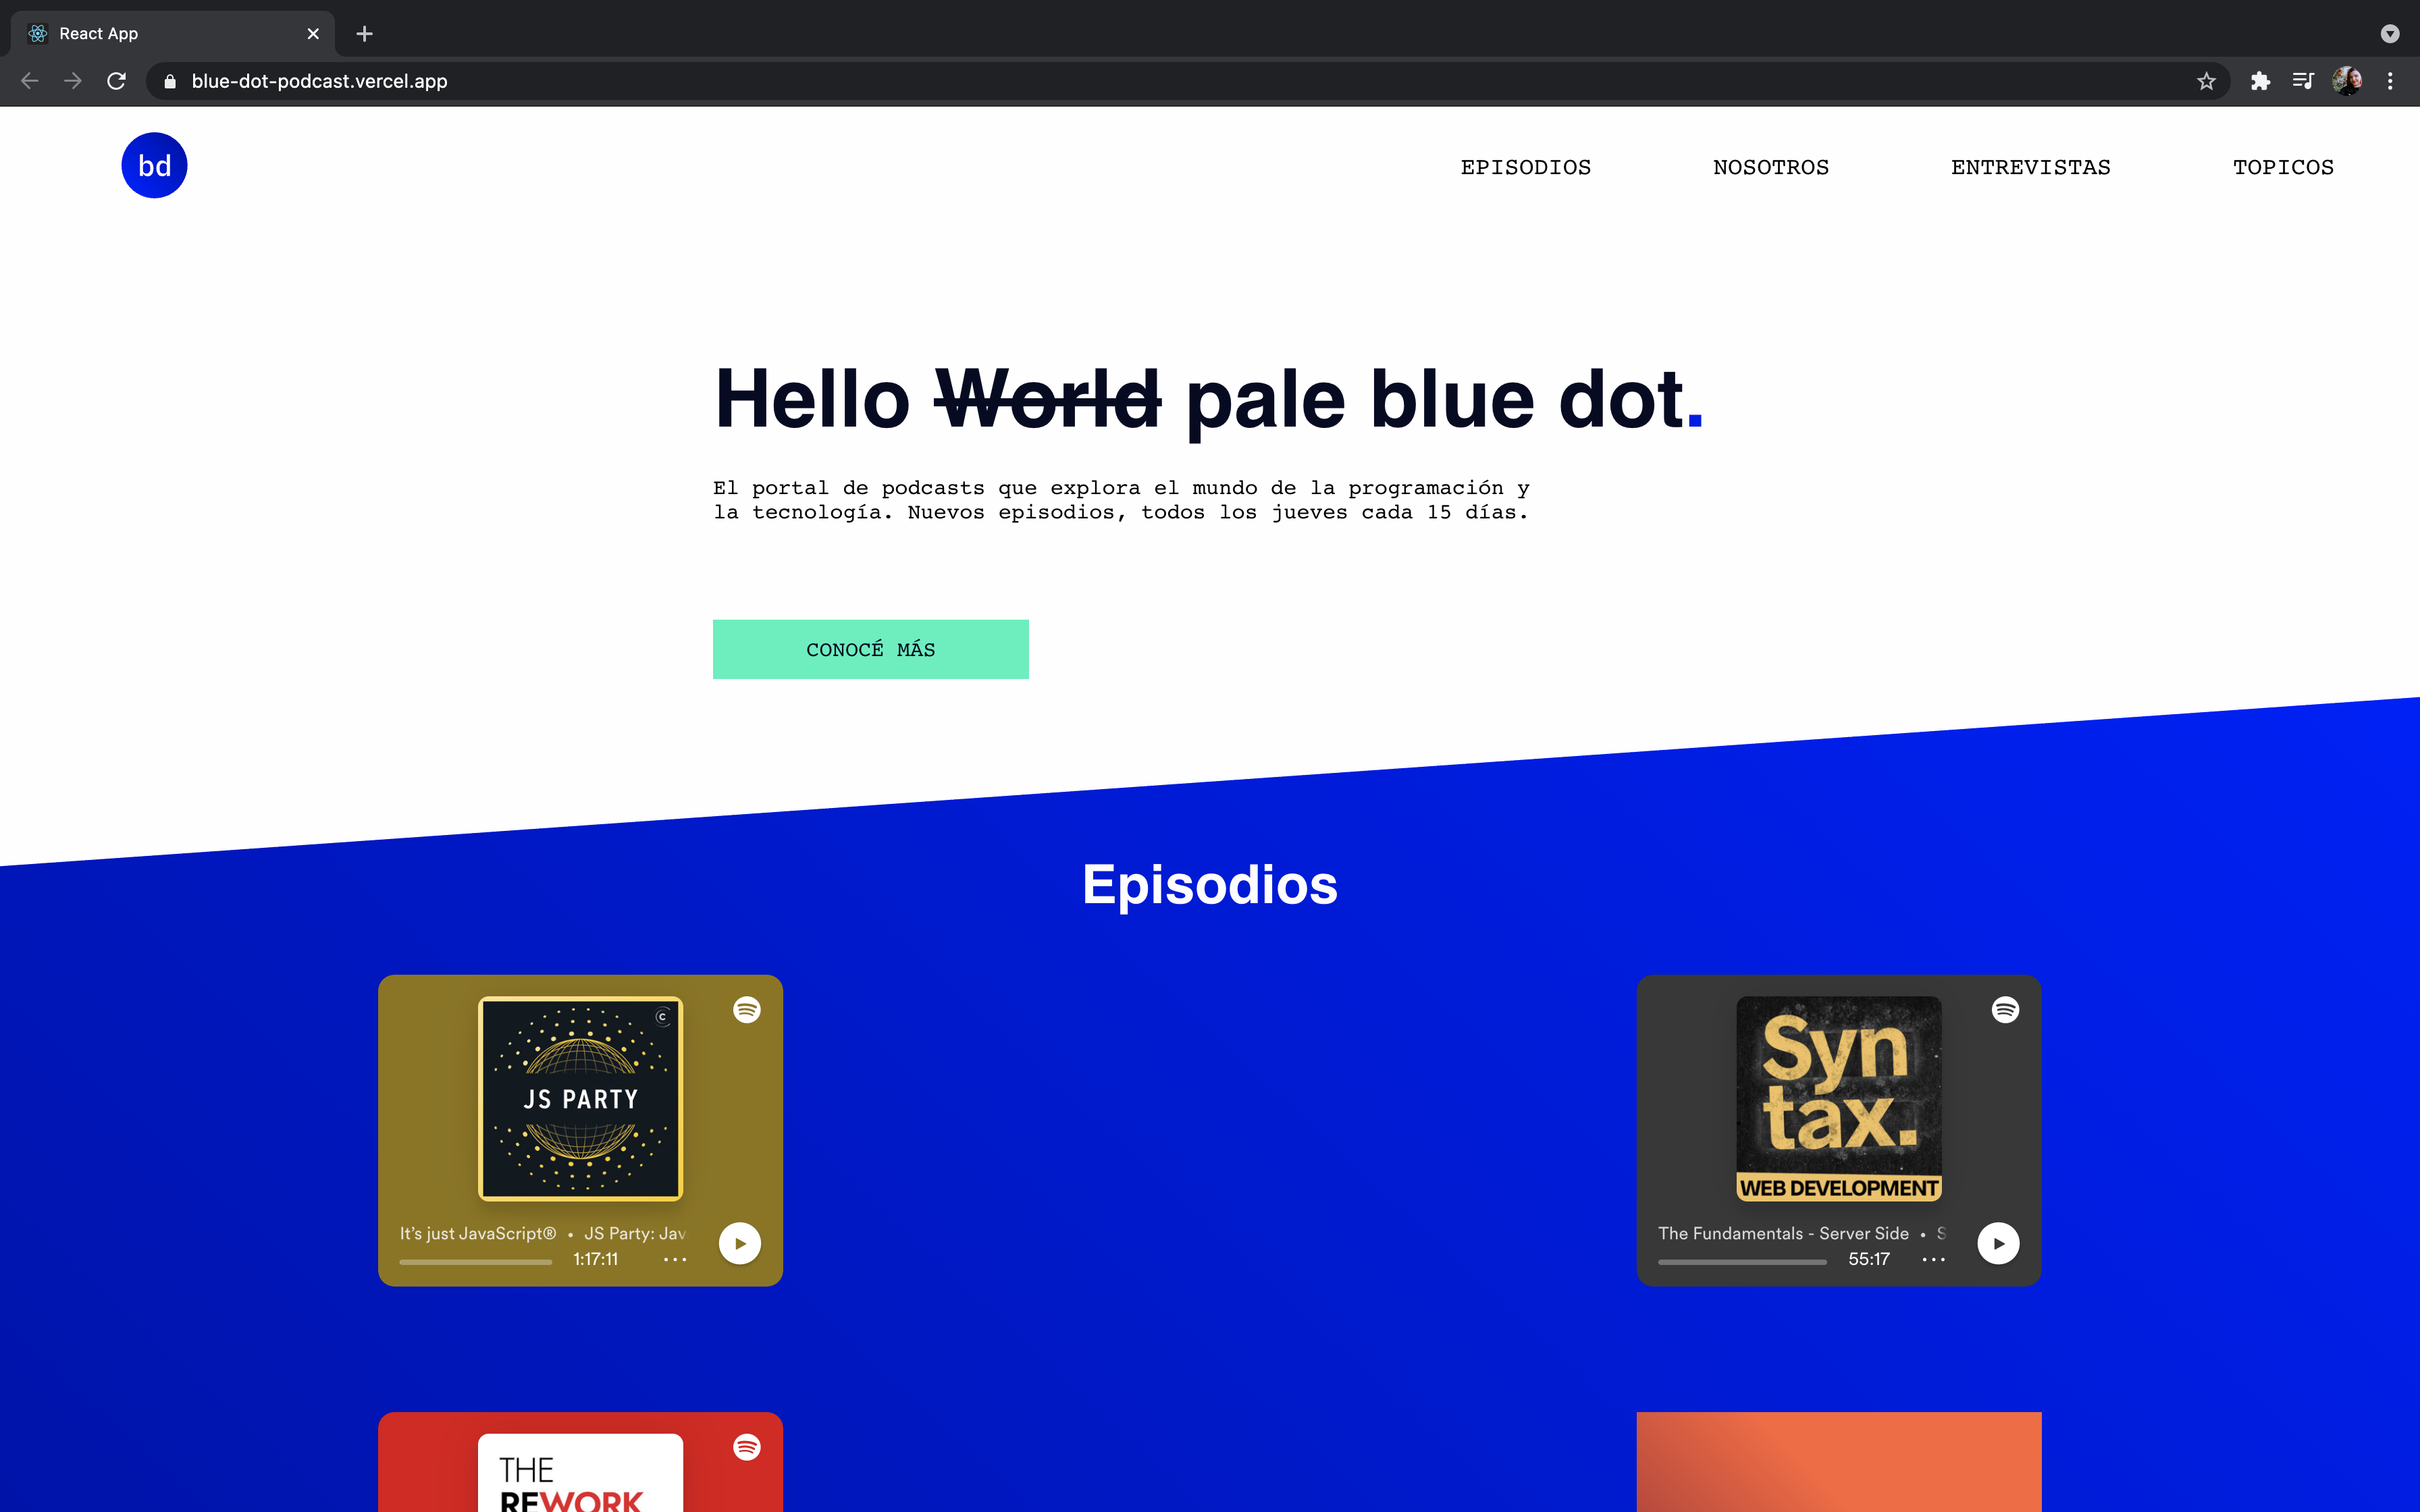 React App
blue-dot-podcast.vercel.app
bd
EPISODIOS
NOSOTROS
ENTREVISTAS
TOPICOS
Hello World pale blue dot.
El portal de podcasts que explora el mundo de la programación y
la tecnología. Nuevos episodios, todos los jueves cada 15 días.
CONOCÉ MÁS
Episodios
C
JS PARTY
It's just JavaScript® • JS Party: Jav
1:17:11
Syn
tax.
WEB DEVELOPMENT
The Fundamentals - Server Side • S
55:17
THE
REWORK